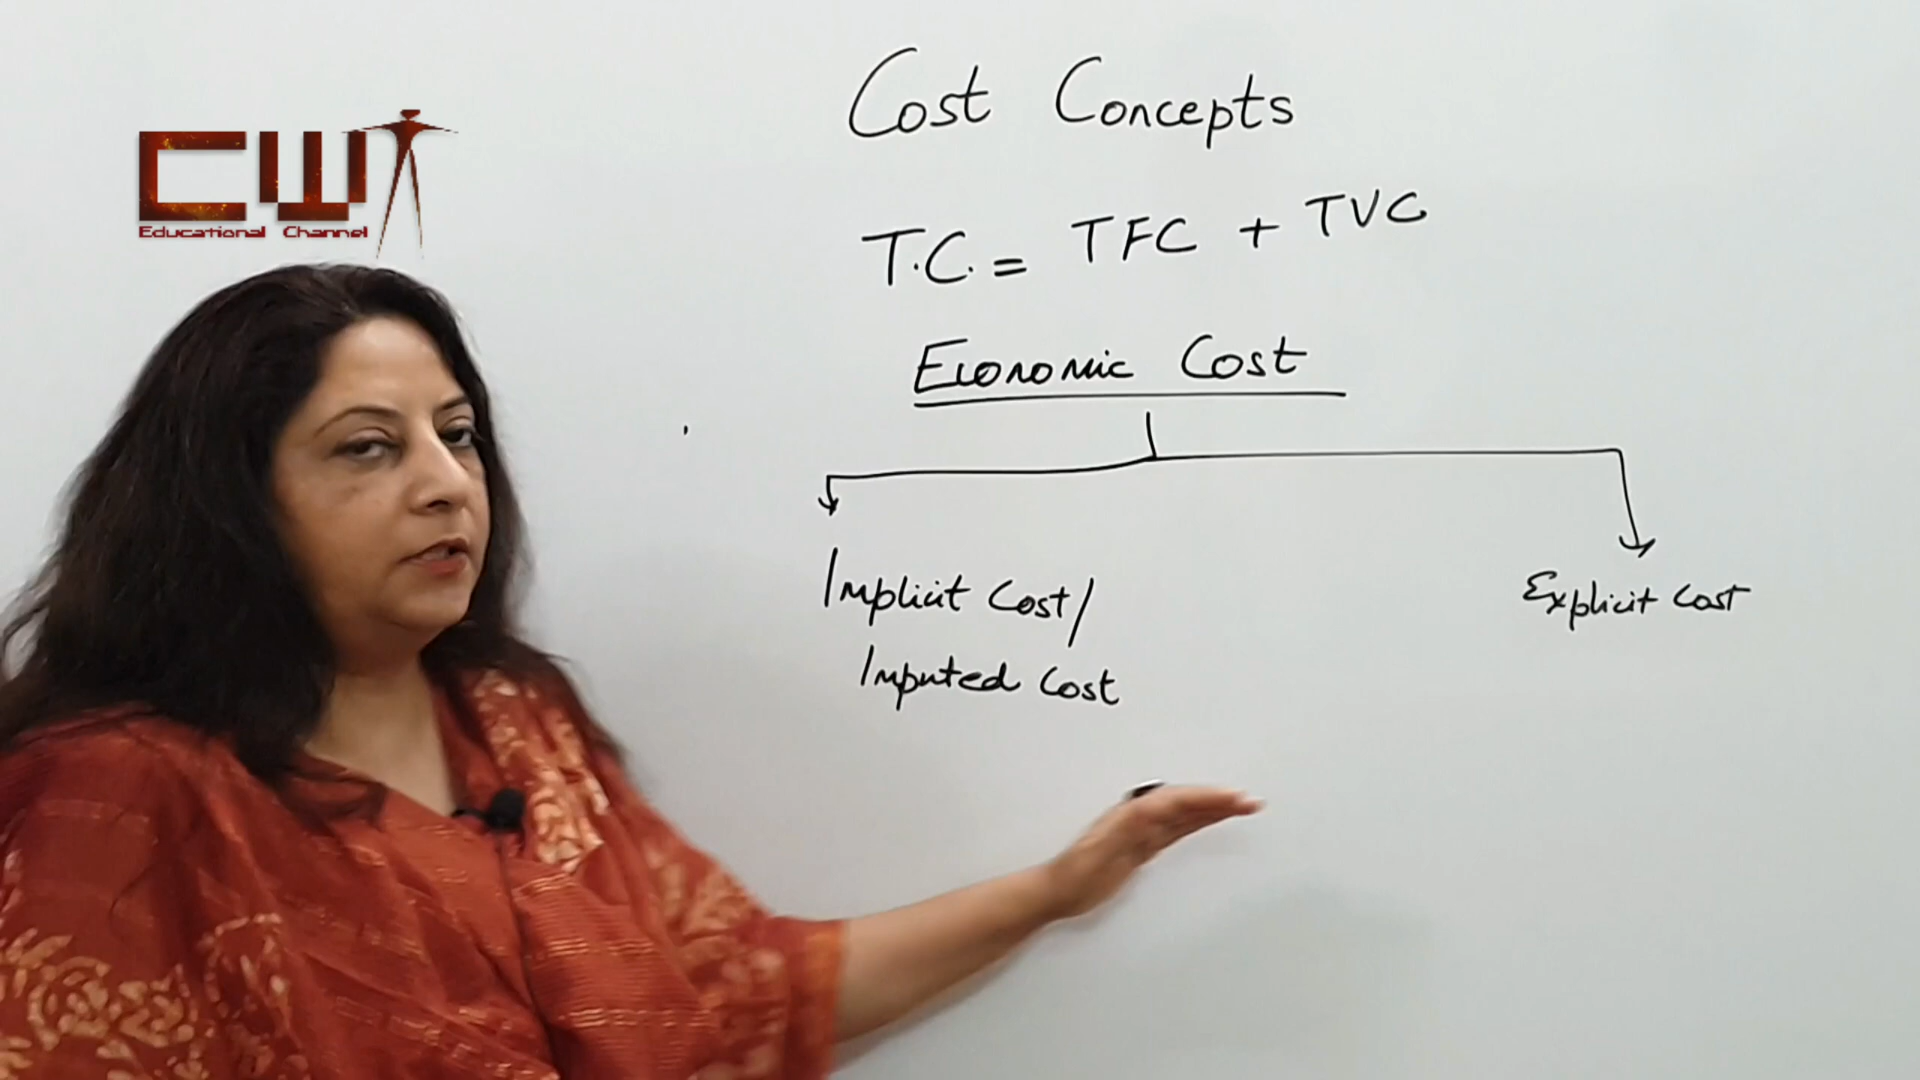 CW
Educational Channel
Cost Concepts
T.C. = TFC + TVC
Economic Cost
Implicit Cost/
Imputed Cost
Explicit Cost